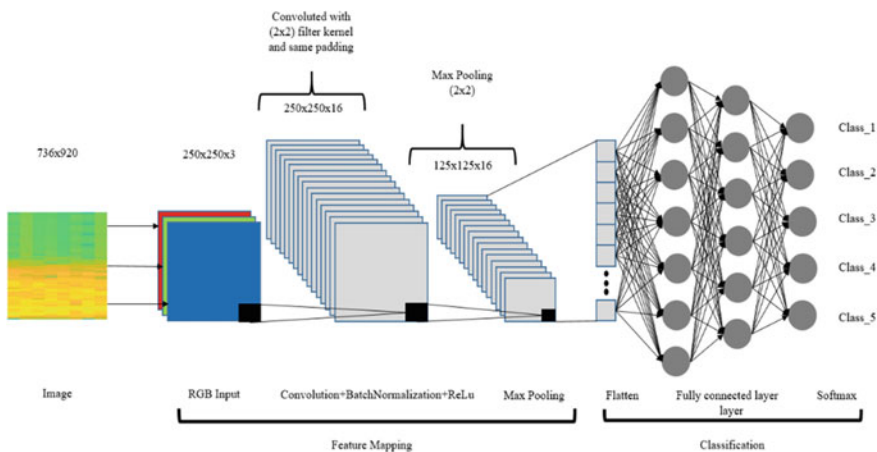 Convoluted with
(2x2) filter kernel
and same padding
Max Pooling
(2x2)
250x250x16
736x920
250x250x3
125x125x16
Class_1
Class_2
Class_3
Class_4
Class_5
Image
RGB Input
Convolution+BatchNormalization+ReLu
Max Pooling
Flatten
Fully connected layer
layer
Softmax
Feature Mapping
Classification